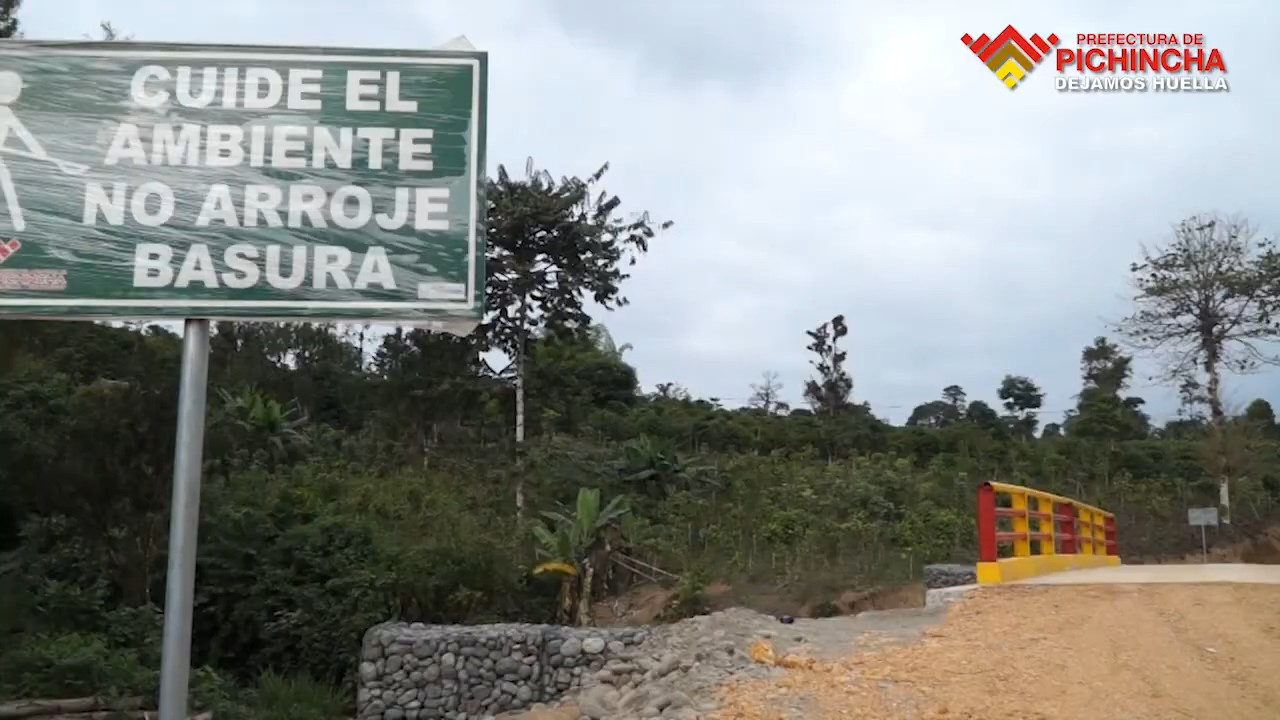 CUIDE EL
AMBIENTE
NO ARROJE
BASURA
PREFECTURA DE
PICHINCHA
DEJAMOS HUELLA